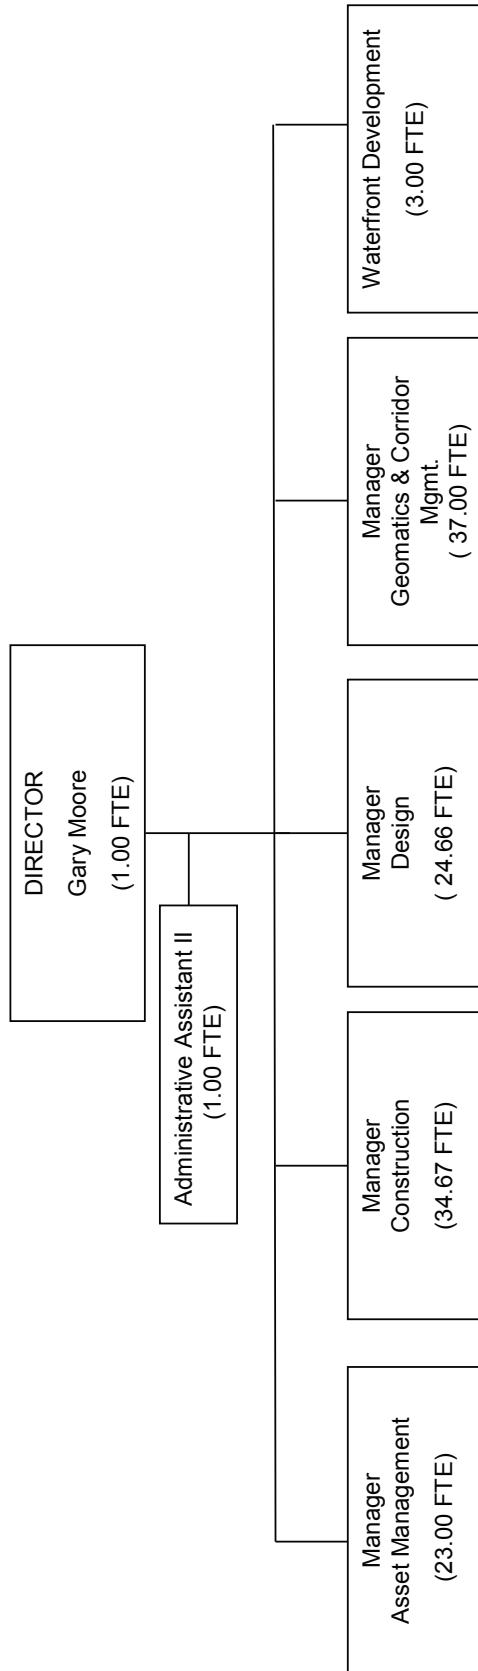 DIRECTOR
Gary Moore
(1.00 FTE)
Administrative Assistant II
(1.00 FTE)
Manager
Asset Management
(23.00 FTE)
Manager
Construction
(34.67 FTE)
Manager
Design
( 24.66 FTE)
Manager
Geomatics & Corridor
Mgmt.
( 37.00 FTE)
Waterfront Development
(3.00 FTE)